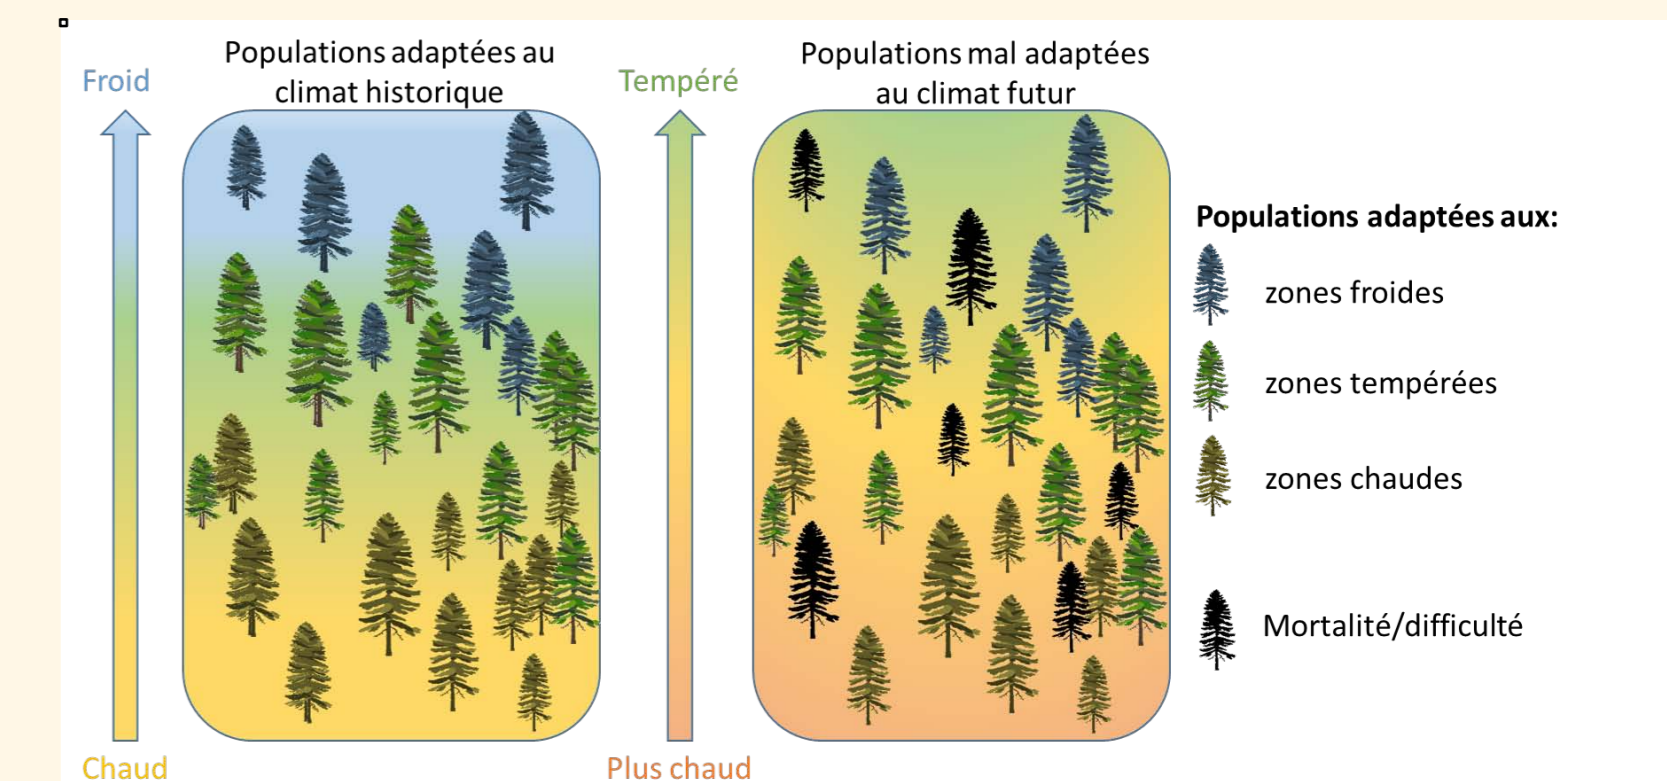 Froid
Populations adaptées au
climat historique
Chaud
Tempéré
Populations mal adaptées
au climat futur
Plus chaud
Populations adaptées aux:
zones froides
zones tempérées
zones chaudes
Mortalité/difficulté